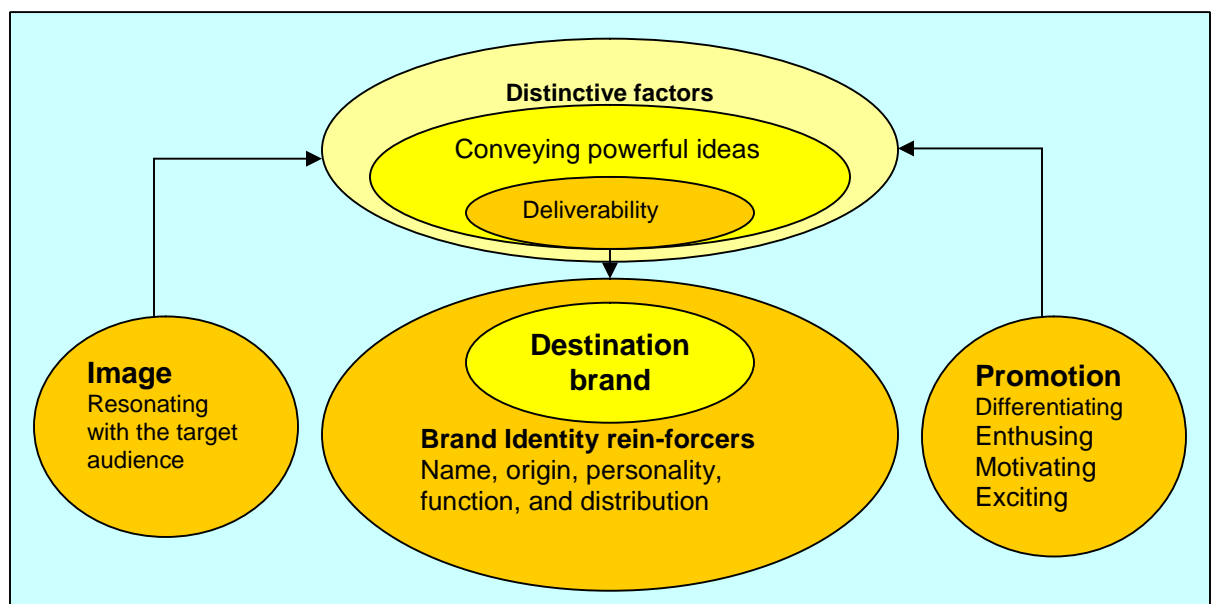 Distinctive factors
Conveying powerful ideas
Deliverability
Destination
brand
Brand Identity rein-forcers
Name, origin, personality,
function, and distribution
Image
Resonating
with the target
audience
Promotion
Differentiating
Enthusing
Motivating
Exciting